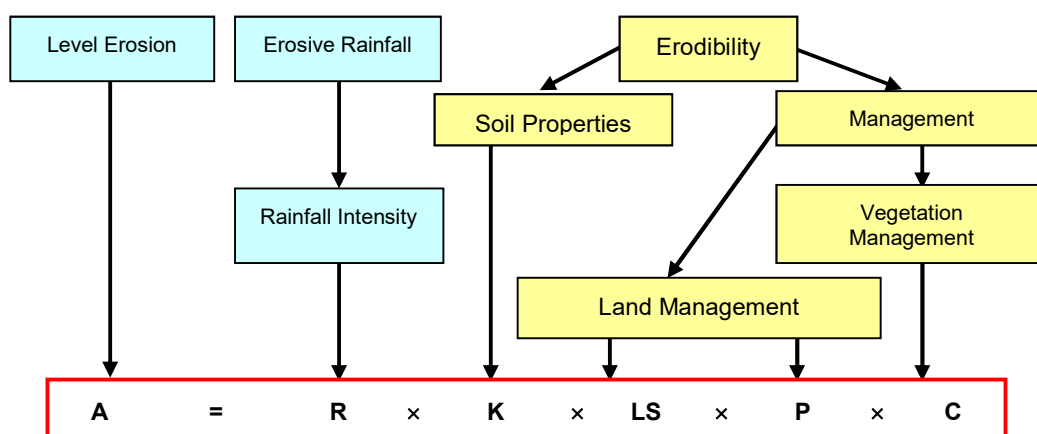 Level Erosion
Erosive Rainfall
Erodibility
Soil Properties
Management
Rainfall Intensity
Vegetation
Management
Land Management
A = R × K × LS × P × C